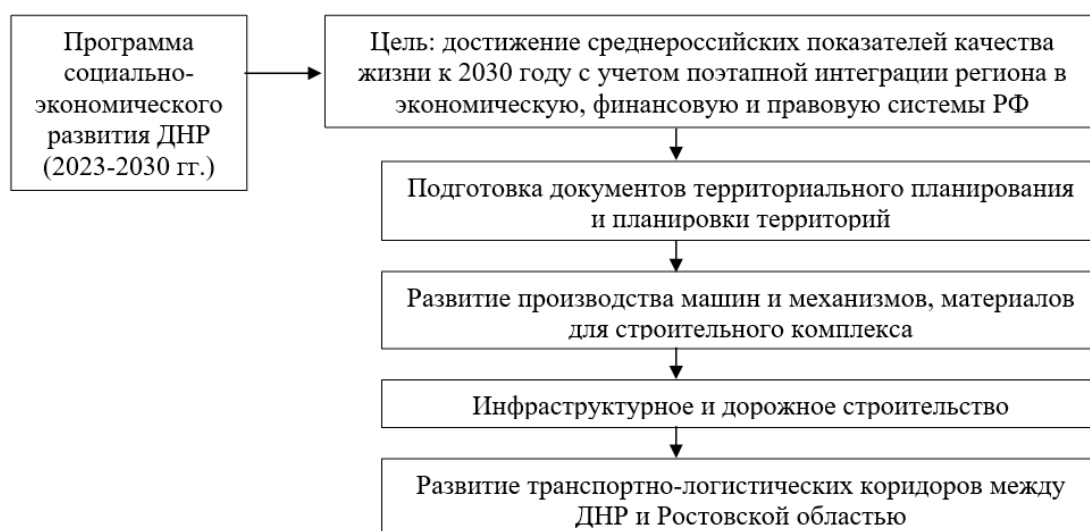 Программа
социально-
экономического
развития ДНР
(2023-2030 гг.)
Цель: достижение среднероссийских показателей качества
жизни к 2030 году с учетом поэтапной интеграции региона в
экономическую, финансовую и правовую системы РФ
Подготовка документов территориального планирования
и планировки территорий
Развитие производства машин и механизмов, материалов
для строительного комплекса
Инфраструктурное и дорожное строительство
Развитие транспортно-логистических коридоров между
ДНР и Ростовской областью